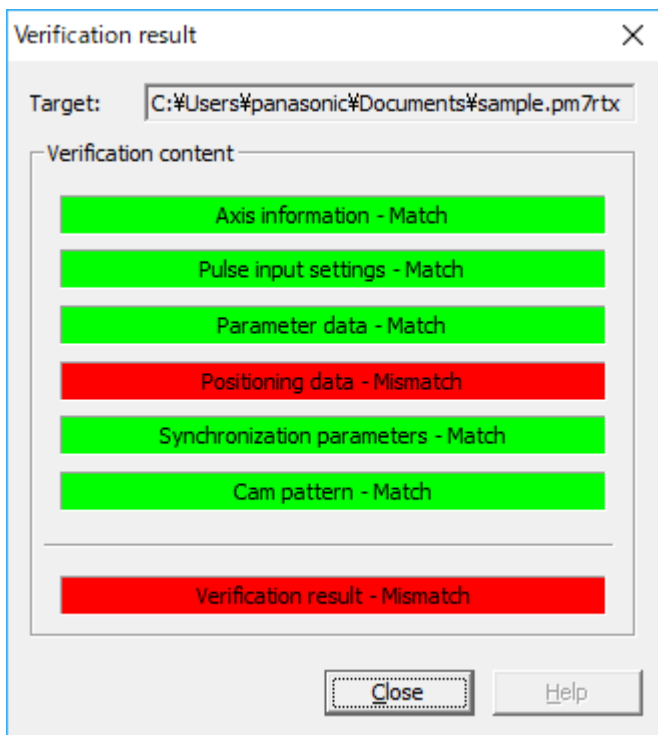 Verification result
Target: C:¥Users¥panasonic¥Documents¥sample.pm7rtx
Verification content
Axis information - Match
Pulse input settings - Match
Parameter data - Match
Positioning data - Mismatch
Synchronization parameters - Match
Cam pattern - Match
Verification result - Mismatch
Close Help